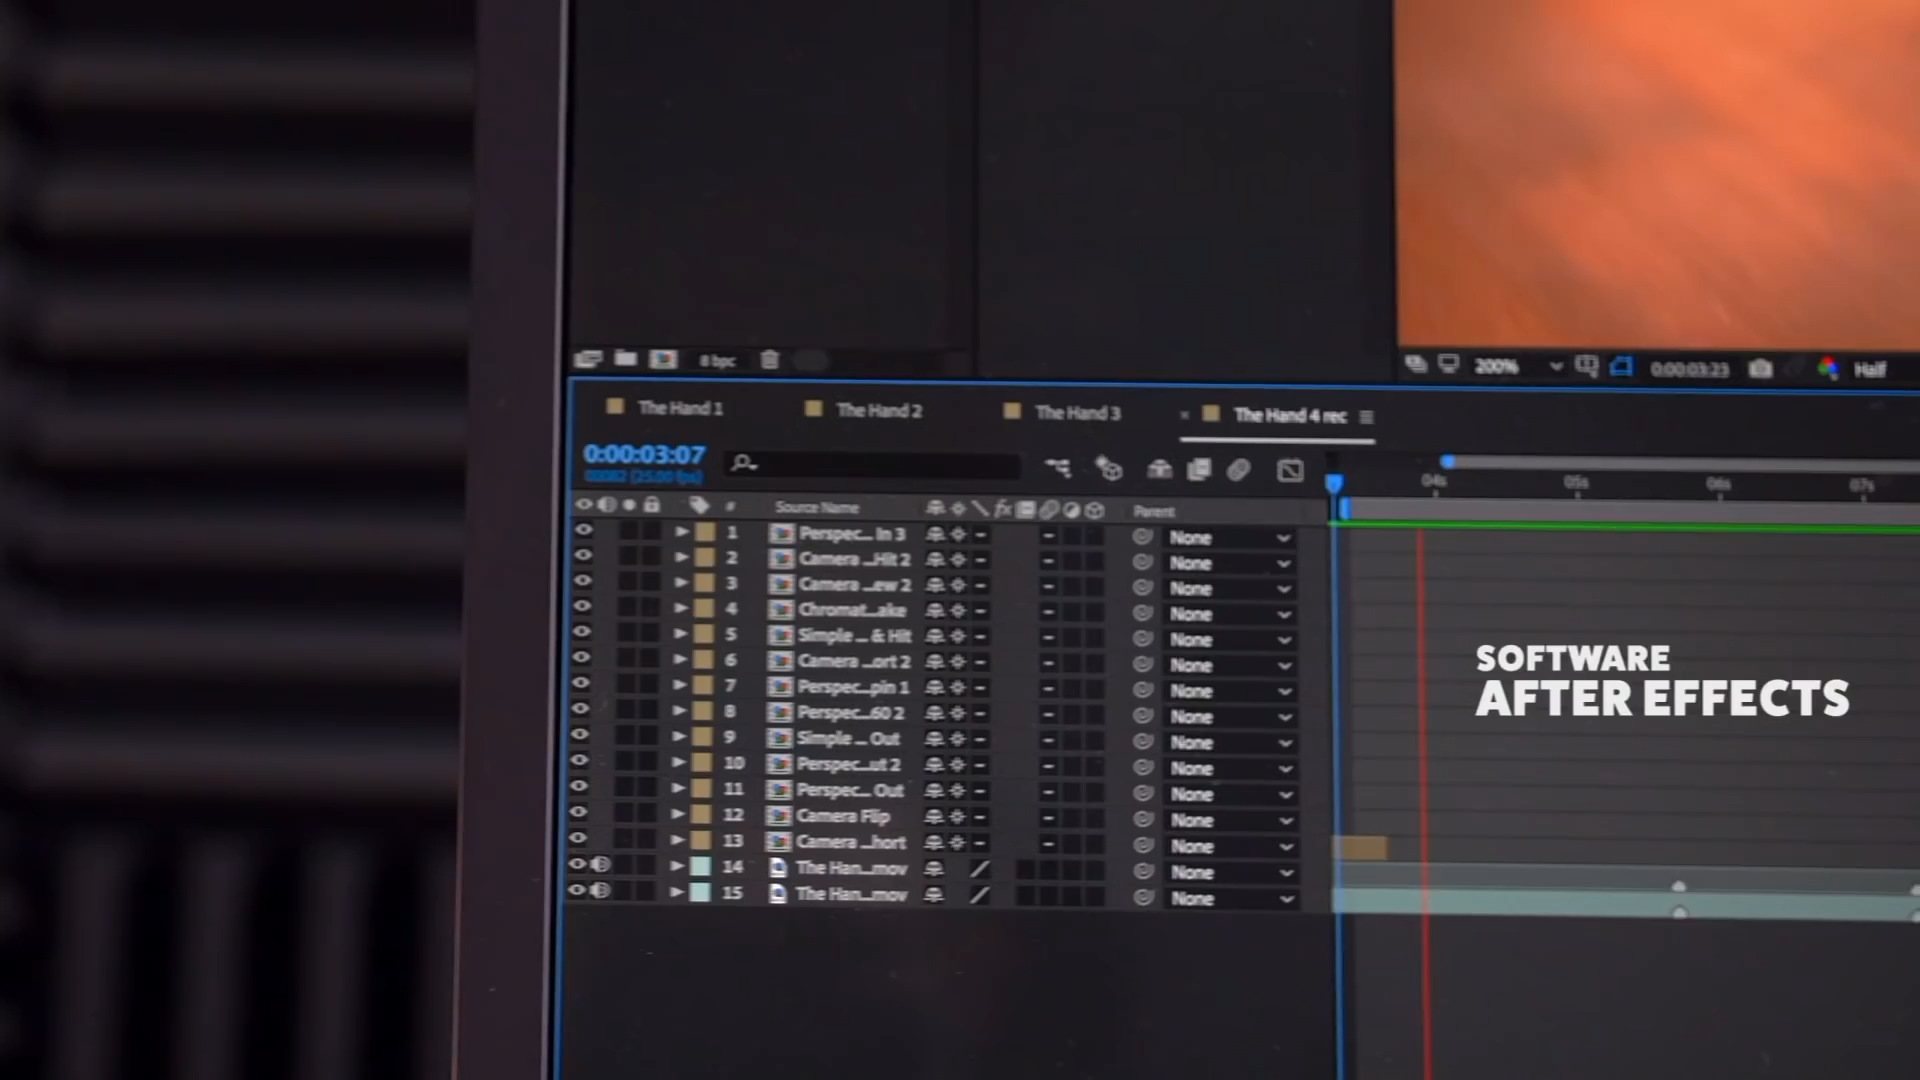 8 bpc
200%
0:00:03:23
Half
The Hand 1
The Hand 2
The Hand 3
× The Hand 4 rec
0:00:03:07
00082 (25.00 fps)
04s
05s
06s
07s
# Source Name
fx
Parent
1 Perspec... In 3 None
2 Camera ...Hit 2 None
3 Camera ...ew 2 None
4 Chromat...ake None
5 Simple ... & Hit None
6 Camera ...ort 2 None
7 Perspec...pin 1 None
8 Perspec...60 2 None
9 Simple ... Out None
10 Perspec...ut 2 None
11 Perspec... Out None
12 Camera Flip None
13 Camera ...hort None
14 The Han...mov None
15 The Han...mov None
SOFTWARE
AFTER EFFECTS